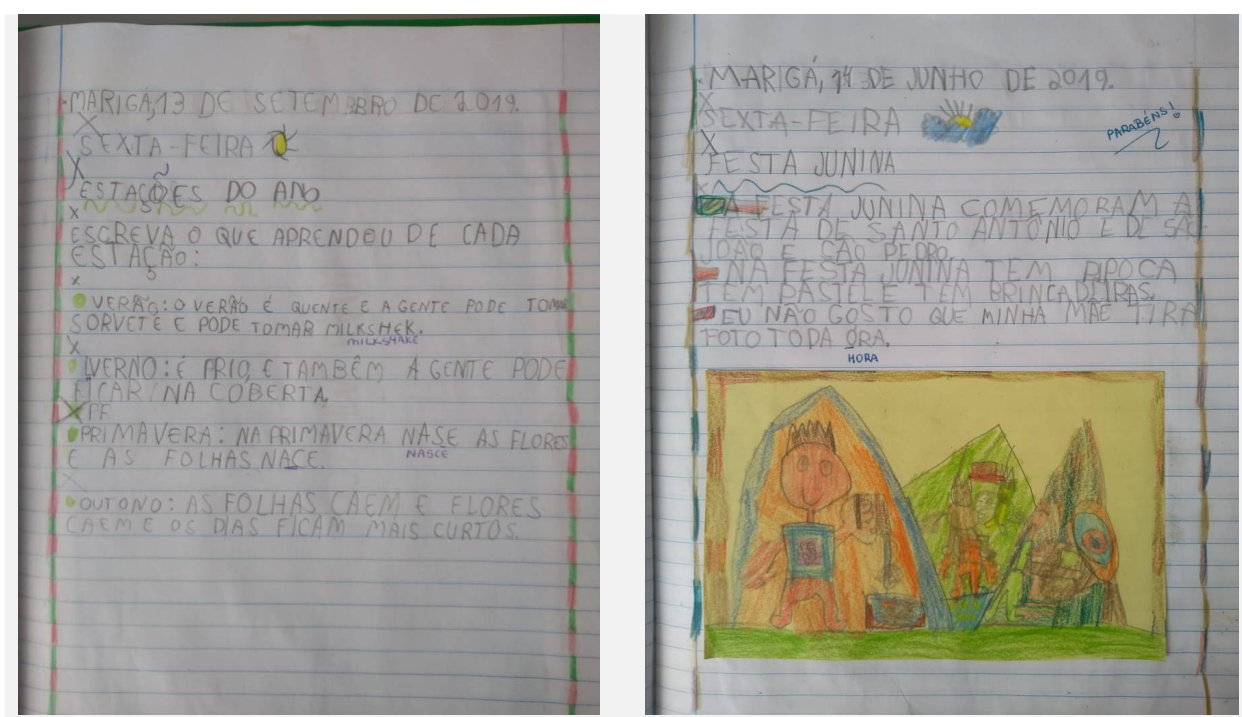 MARIGÁ, 13 DE SETEMBRO DE 2.019.
X
SEXTA-FEIRA
X
ESTAÇÕES DO ANO
X
ESCREVA O QUE APRENDEU DE CADA
ESTAÇÃO:
X
VERÃO: O VERÃO É QUENTE E A GENTE PODE TOMA
SORVETE E PODE TOMAR MILKSHEK.
MILKSHAKE
X
IVERNO: É FRIO, E TAMBÊM A GENTE PODE
FICAR NA COBERTA.
X
PRIMAVERA: NA PRIMAVERA NASE AS FLORES
NASCE
E AS FOLHAS NACE.
X
OUTONO: AS FOLHAS CAEM E FLORES
CAEM E OS DIAS FICAM MAIS CURTOS.
MARIGÁ, 14 DE JUNHO DE 2019.
X
SEXTA-FEIRA
PARABÉNS!
X
FESTA JUNINA
X
A FESTA JUNINA COMEMORAM A
FESTA DE SANTO ANTÔNIO E DE SÃO
JOÃO E SÃO PEDRO.
NA FESTA JUNINA TEM PIPOCA
TEM PASTEL E TEM BRINCADEIRAS.
EU NÃO GOSTO QUE MINHA MÃE TIRA
FOTO TODA ORA.
HORA